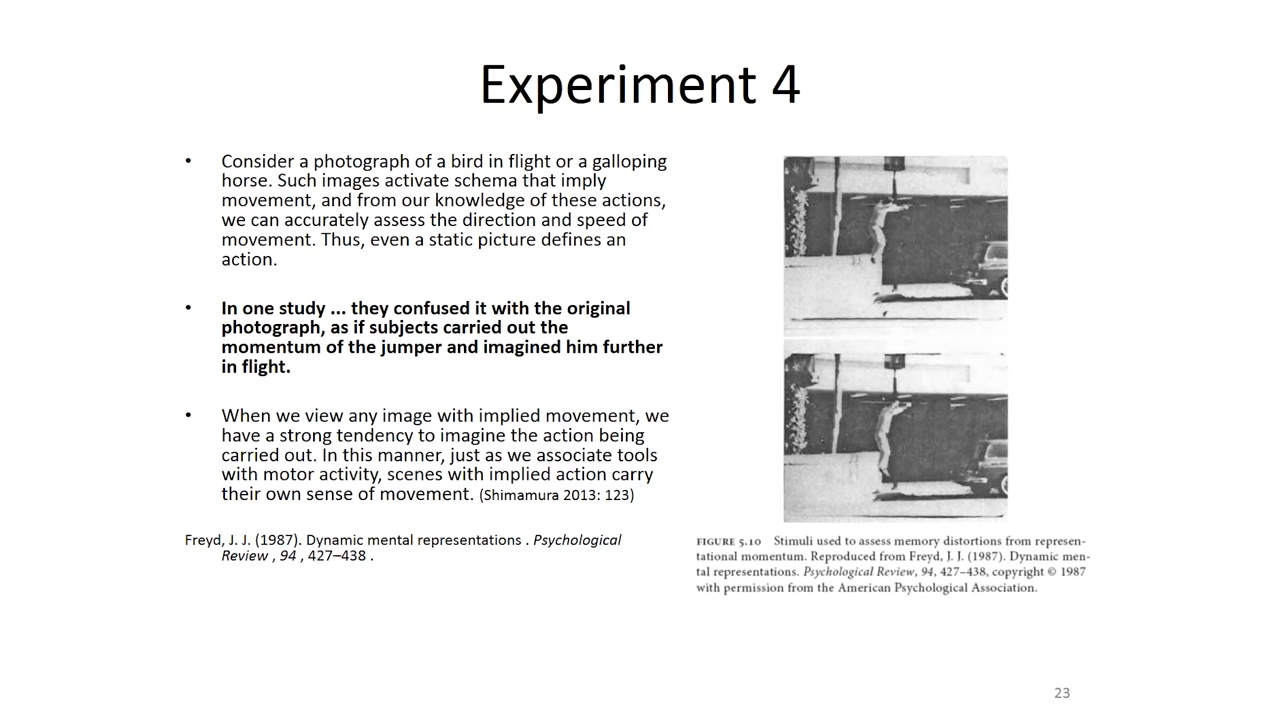 Experiment 4
• Consider a photograph of a bird in flight or a galloping
horse. Such images activate schema that imply
movement, and from our knowledge of these actions,
we can accurately assess the direction and speed of
movement. Thus, even a static picture defines an
action.
• In one study ... they confused it with the original
photograph, as if subjects carried out the
momentum of the jumper and imagined him further
in flight.
• When we view any image with implied movement, we
have a strong tendency to imagine the action being
carried out. In this manner, just as we associate tools
with motor activity, scenes with implied action carry
their own sense of movement. (Shimamura 2013: 123)
Freyd, J. J. (1987). Dynamic mental representations . Psychological
Review , 94 , 427–438 .
FIGURE 5.10 Stimuli used to assess memory distortions from represen-
tational momentum. Reproduced from Freyd, J. J. (1987). Dynamic men-
tal representations. Psychological Review, 94, 427–438, copyright © 1987
with permission from the American Psychological Association.
23